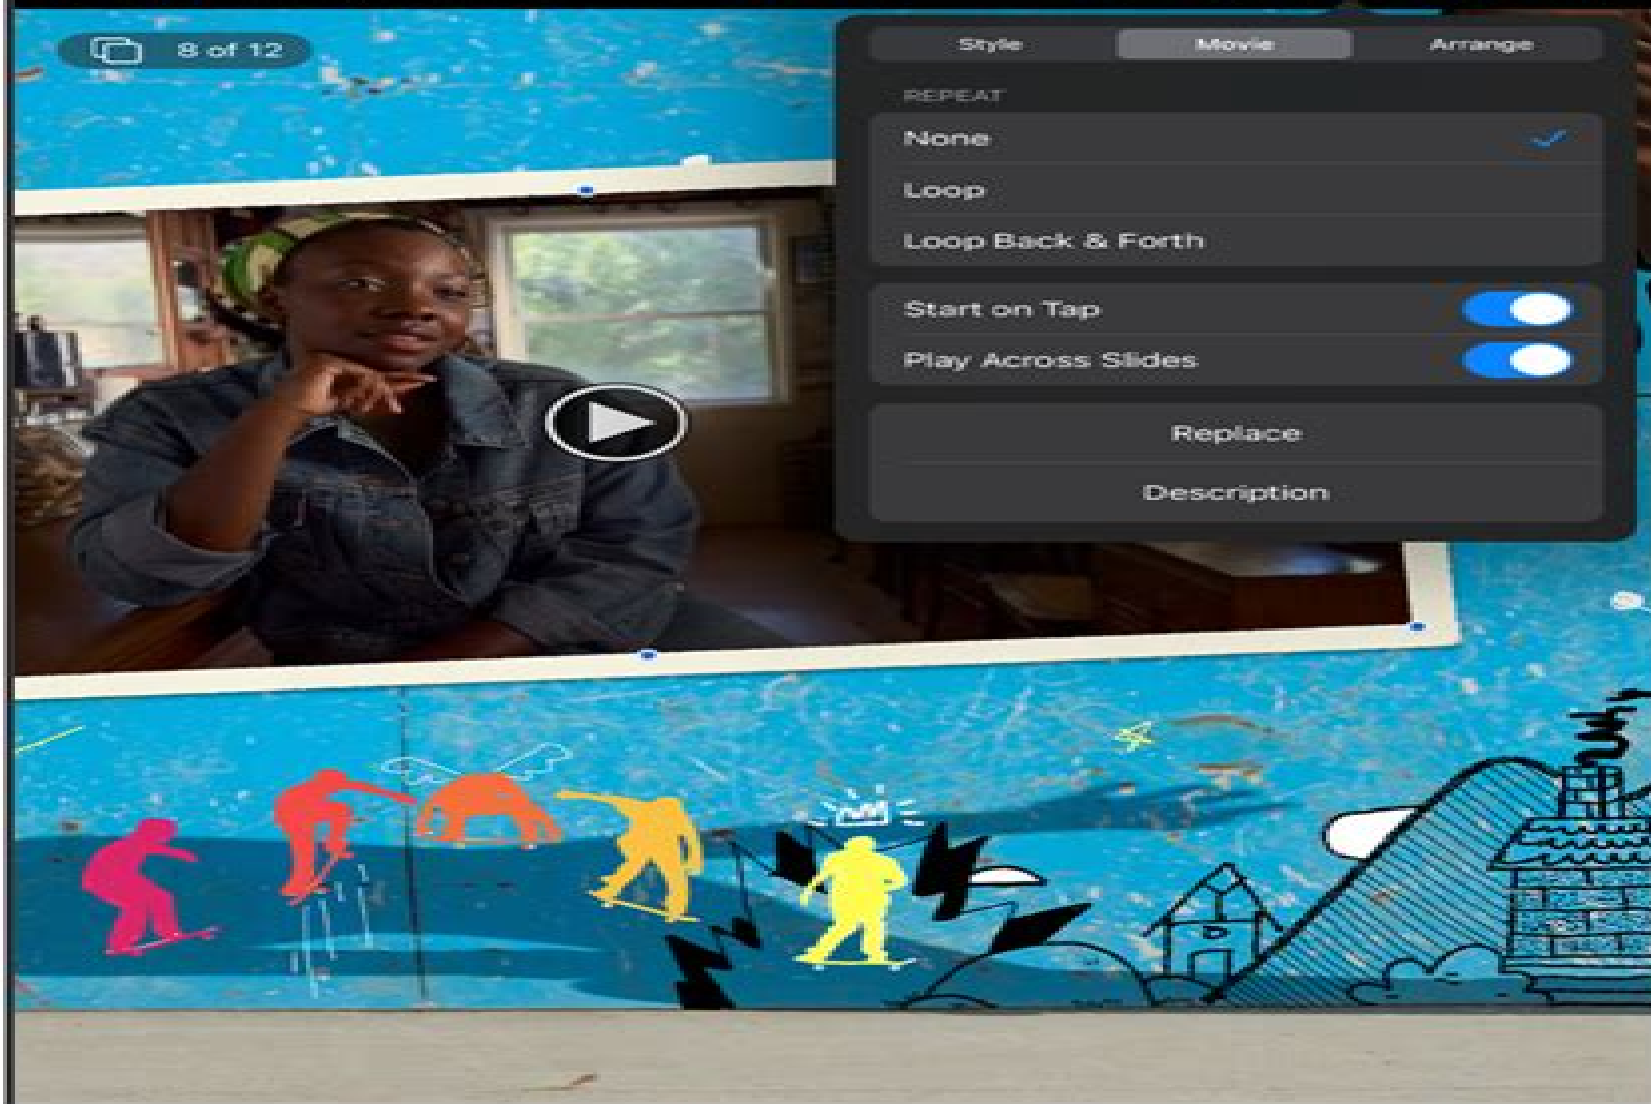 8 of 12
Style Movie Arrange
REPEAT
None
Loop
Loop Back & Forth
Start on Tap
Play Across Slides
Replace
Description